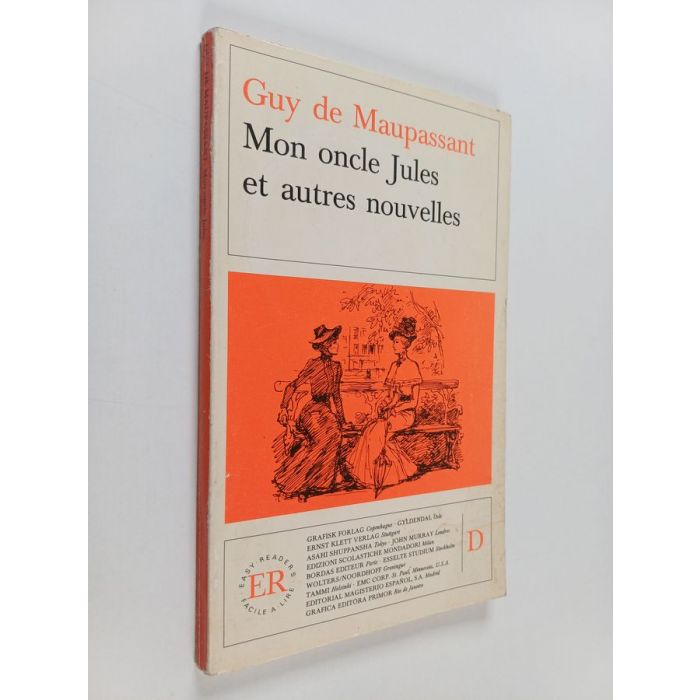 Guy de Maupassant
Mon oncle Jules
et autres nouvelles
GRAFISK FORLAG Copenhague · GYLDENDAL Oslo
ERNST KLETT VERLAG Stuttgart
ASAHI SHUPPANSHA Tokyo · JOHN MURRAY Londres
EDIZIONI SCOLASTICHE MONDADORI Milan
BORDAS EDITEUR Paris · ESSELTE STUDIUM Stockholm
WOLTERS/NOORDHOFF Groningue
TAMMI Helsinki · EMC CORP. St. Paul, Minnesota, U.S.A.
EDITORIAL MAGISTERIO ESPAÑOL, S.A. Madrid
GRAFICA EDITORA PRIMOR Rio de Janeiro
EASY READERS
ER
FACILE A LIRE
D